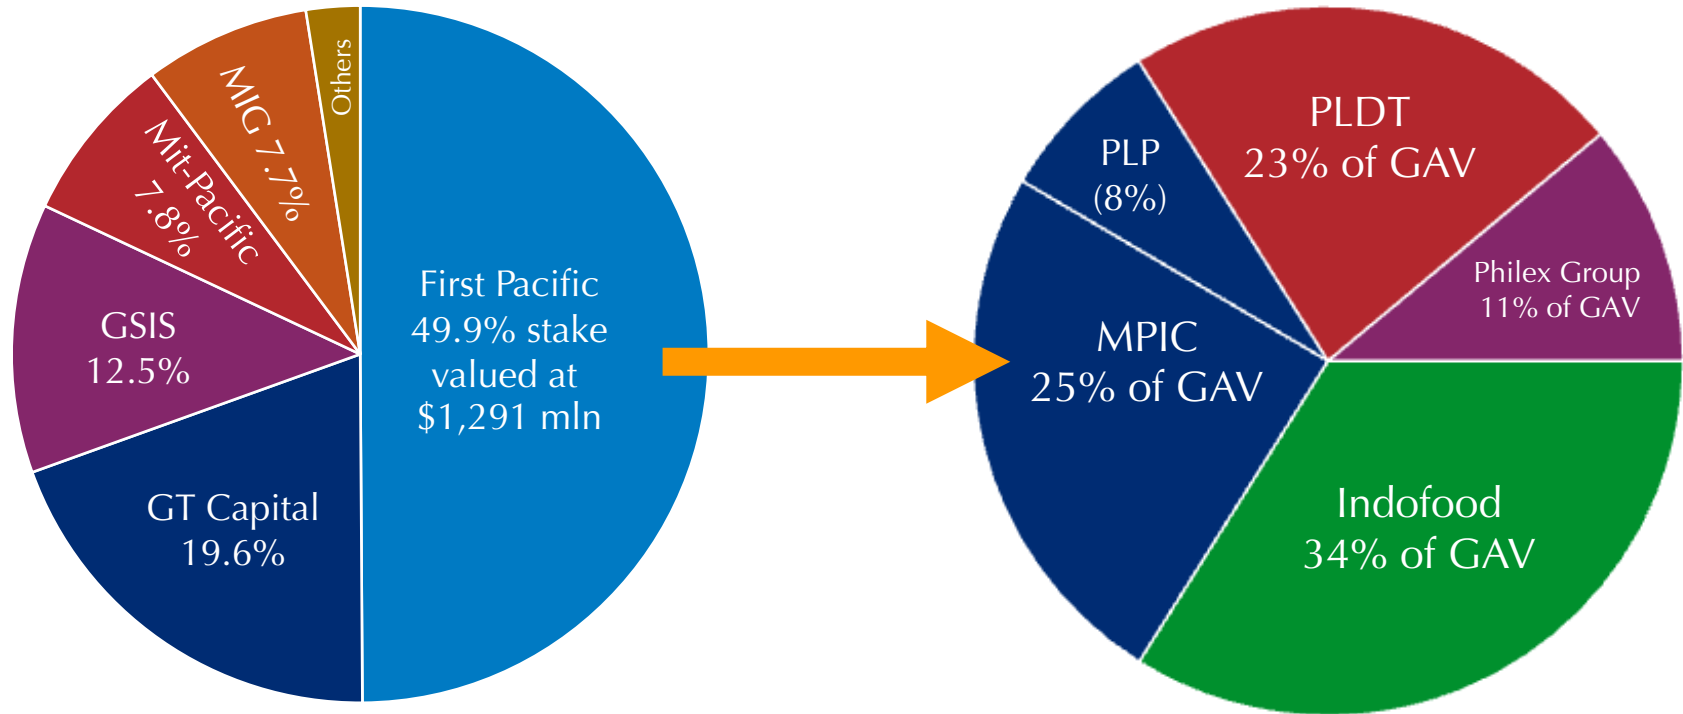 Others
MIG 7.7%
Mit-Pacific
7.8%
GSIS
12.5%
GT Capital
19.6%
First Pacific
49.9% stake
valued at
$1,291 mln
PLDT
23% of GAV
PLP
(8%)
Philex Group
11% of GAV
MPIC
25% of GAV
Indofood
34% of GAV